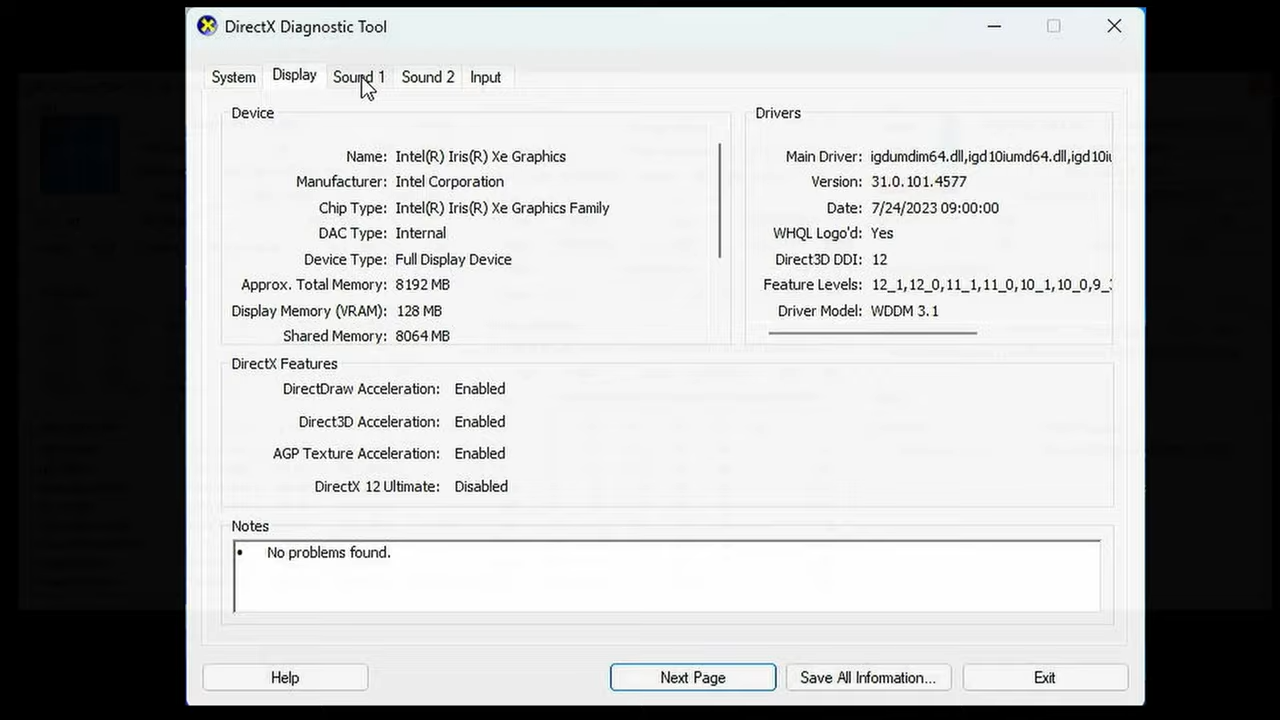 DirectX Diagnostic Tool
System Display Sound 1 Sound 2 Input
Device
Name: Intel(R) Iris(R) Xe Graphics
Manufacturer: Intel Corporation
Chip Type: Intel(R) Iris(R) Xe Graphics Family
DAC Type: Internal
Device Type: Full Display Device
Approx. Total Memory: 8192 MB
Display Memory (VRAM): 128 MB
Shared Memory: 8064 MB
Drivers
Main Driver: igdumdim64.dll,igd10iumd64.dll,igd10iu
Version: 31.0.101.4577
Date: 7/24/2023 09:00:00
WHQL Logo'd: Yes
Direct3D DDI: 12
Feature Levels: 12_1,12_0,11_1,11_0,10_1,10_0,9_3
Driver Model: WDDM 3.1
DirectX Features
DirectDraw Acceleration: Enabled
Direct3D Acceleration: Enabled
AGP Texture Acceleration: Enabled
DirectX 12 Ultimate: Disabled
Notes
• No problems found.
Help Next Page Save All Information... Exit